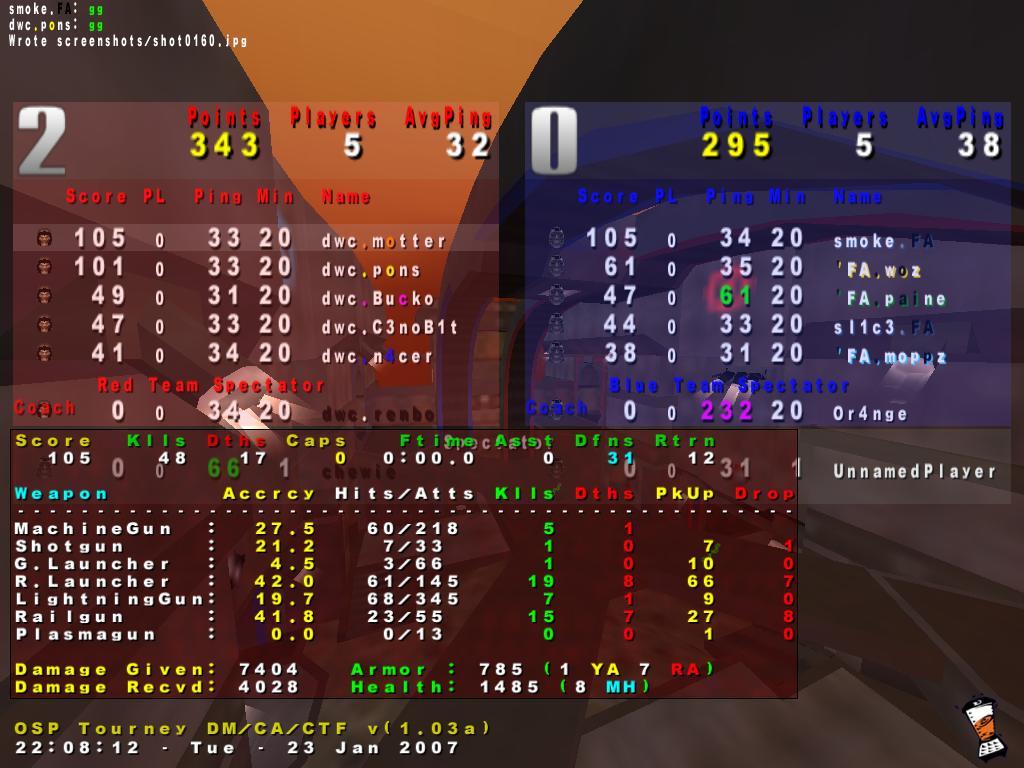 smoke.FA: gg
dwc.pons: gg
Wrote screenshots/shot0160.jpg
2 Points Players AvgPing
343 5 32
Score PL Ping Min Name
105 0 33 20 dwc.motter
101 0 33 20 dwc.pons
49 0 31 20 dwc.Bucko
47 0 33 20 dwc.C3noB1t
41 0 34 20 dwc.n4cer
Red Team Spectator
Coach 0 0 34 20 dwc.renbo
0 Points Players AvgPing
295 5 38
Score PL Ping Min Name
105 0 34 20 smoke.FA
61 0 35 20 'FA.woz
47 0 61 20 'FA.paine
44 0 33 20 sl1c3.FA
38 0 31 20 'FA.moppz
Blue Team Spectator
Coach 0 0 232 20 Or4nge
Spectator
0 0 66 1 chewie
0 0 31 1 UnnamedPlayer
Score Klls Dths Caps Ftime Asst Dfns Rtrn
105 48 17 0 0:00.0 0 31 12
Weapon Accrcy Hits/Atts Klls Dths PkUp Drop
MachineGun : 27.5 60/218 5 1
Shotgun : 21.2 7/33 1 0 7 1
G.Launcher : 4.5 3/66 1 0 10 0
R.Launcher : 42.0 61/145 19 8 66 7
LightningGun: 19.7 68/345 7 1 9 0
Railgun : 41.8 23/55 15 7 27 8
Plasmagun : 0.0 0/13 0 0 1 0
Damage Given: 7404 Armor : 785 (1 YA 7 RA)
Damage Recvd: 4028 Health: 1485 (8 MH)
OSP Tourney DM/CA/CTF v(1.03a)
22:08:12 - Tue - 23 Jan 2007